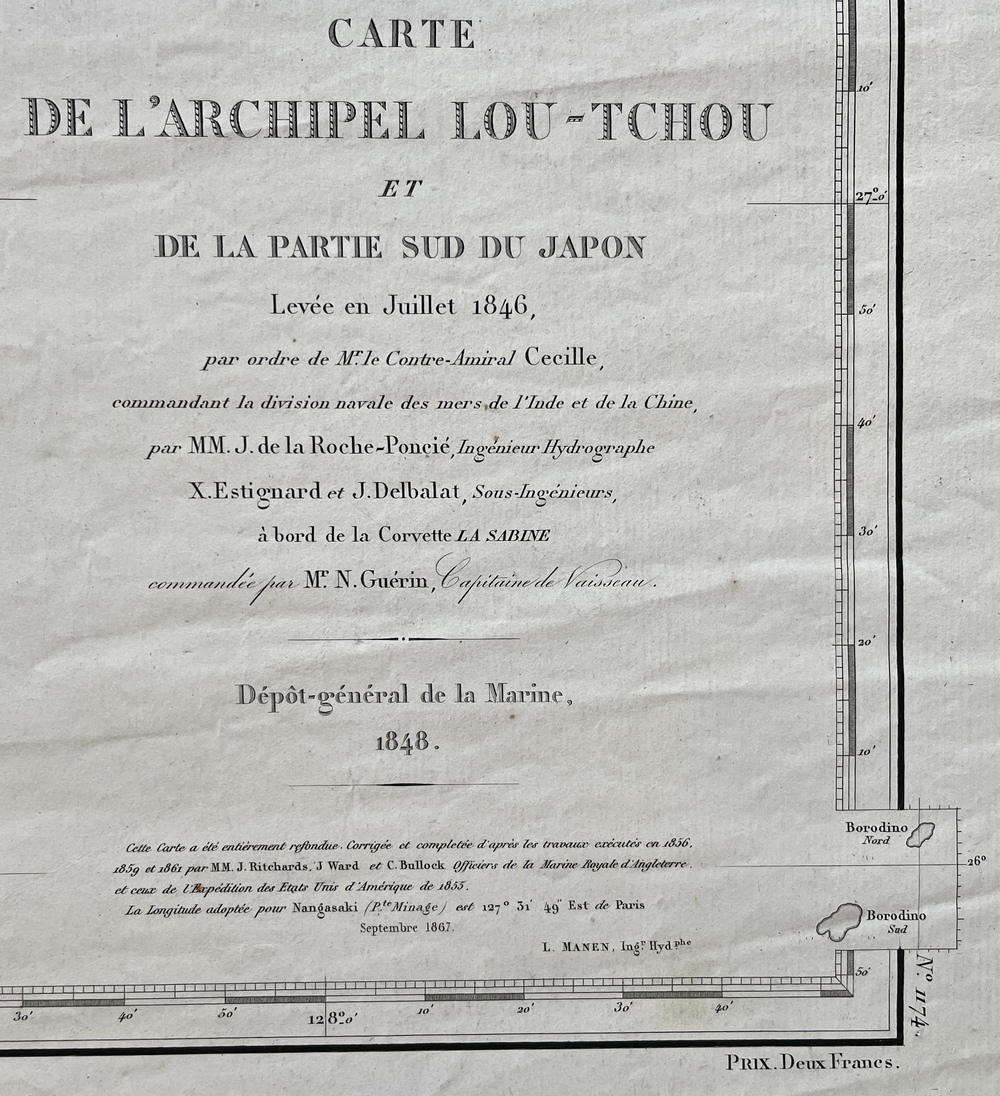 CARTE
DE L'ARCHIPEL LOU-TCHOU
ET
DE LA PARTIE SUD DU JAPON
Levée en Juillet 1846,
par ordre de Mr. le Contre-Amiral Cecille,
commandant la division navale des mers de l'Inde et de la Chine,
par MM. J. de la Roche-Poncié, Ingénieur Hydrographe
X. Estignard et J. Delbalat, Sous-Ingénieurs,
à bord de la Corvette LA SABINE
commandée par Mr. N. Guérin, Capitaine de Vaisseau.
Dépôt-général de la Marine,
1848.
Cette Carte a été entiérement refondue. Corrigée et completée d'après les travaux exécutés en 1856,
1859 et 1861 par MM. J. Ritchards, J Ward et C. Bullock Officiers de la Marine Royale d'Angleterre.
et ceux de l'Expédition des Etats Unis d'Amérique de 1855.
La Longitude adoptée pour Nangasaki (Pte. Minage) est 127° 31' 49" Est de Paris
Septembre 1867.
L. MANEN, Ingr. Hydphe
10'
27° 0'
50'
40'
30'
20'
10'
Borodino
Nord
26°
Borodino
Sud
50'
30'
40'
50'
128° 0'
10'
20'
30'
40'
No. 1174.
PRIX. Deux Francs.